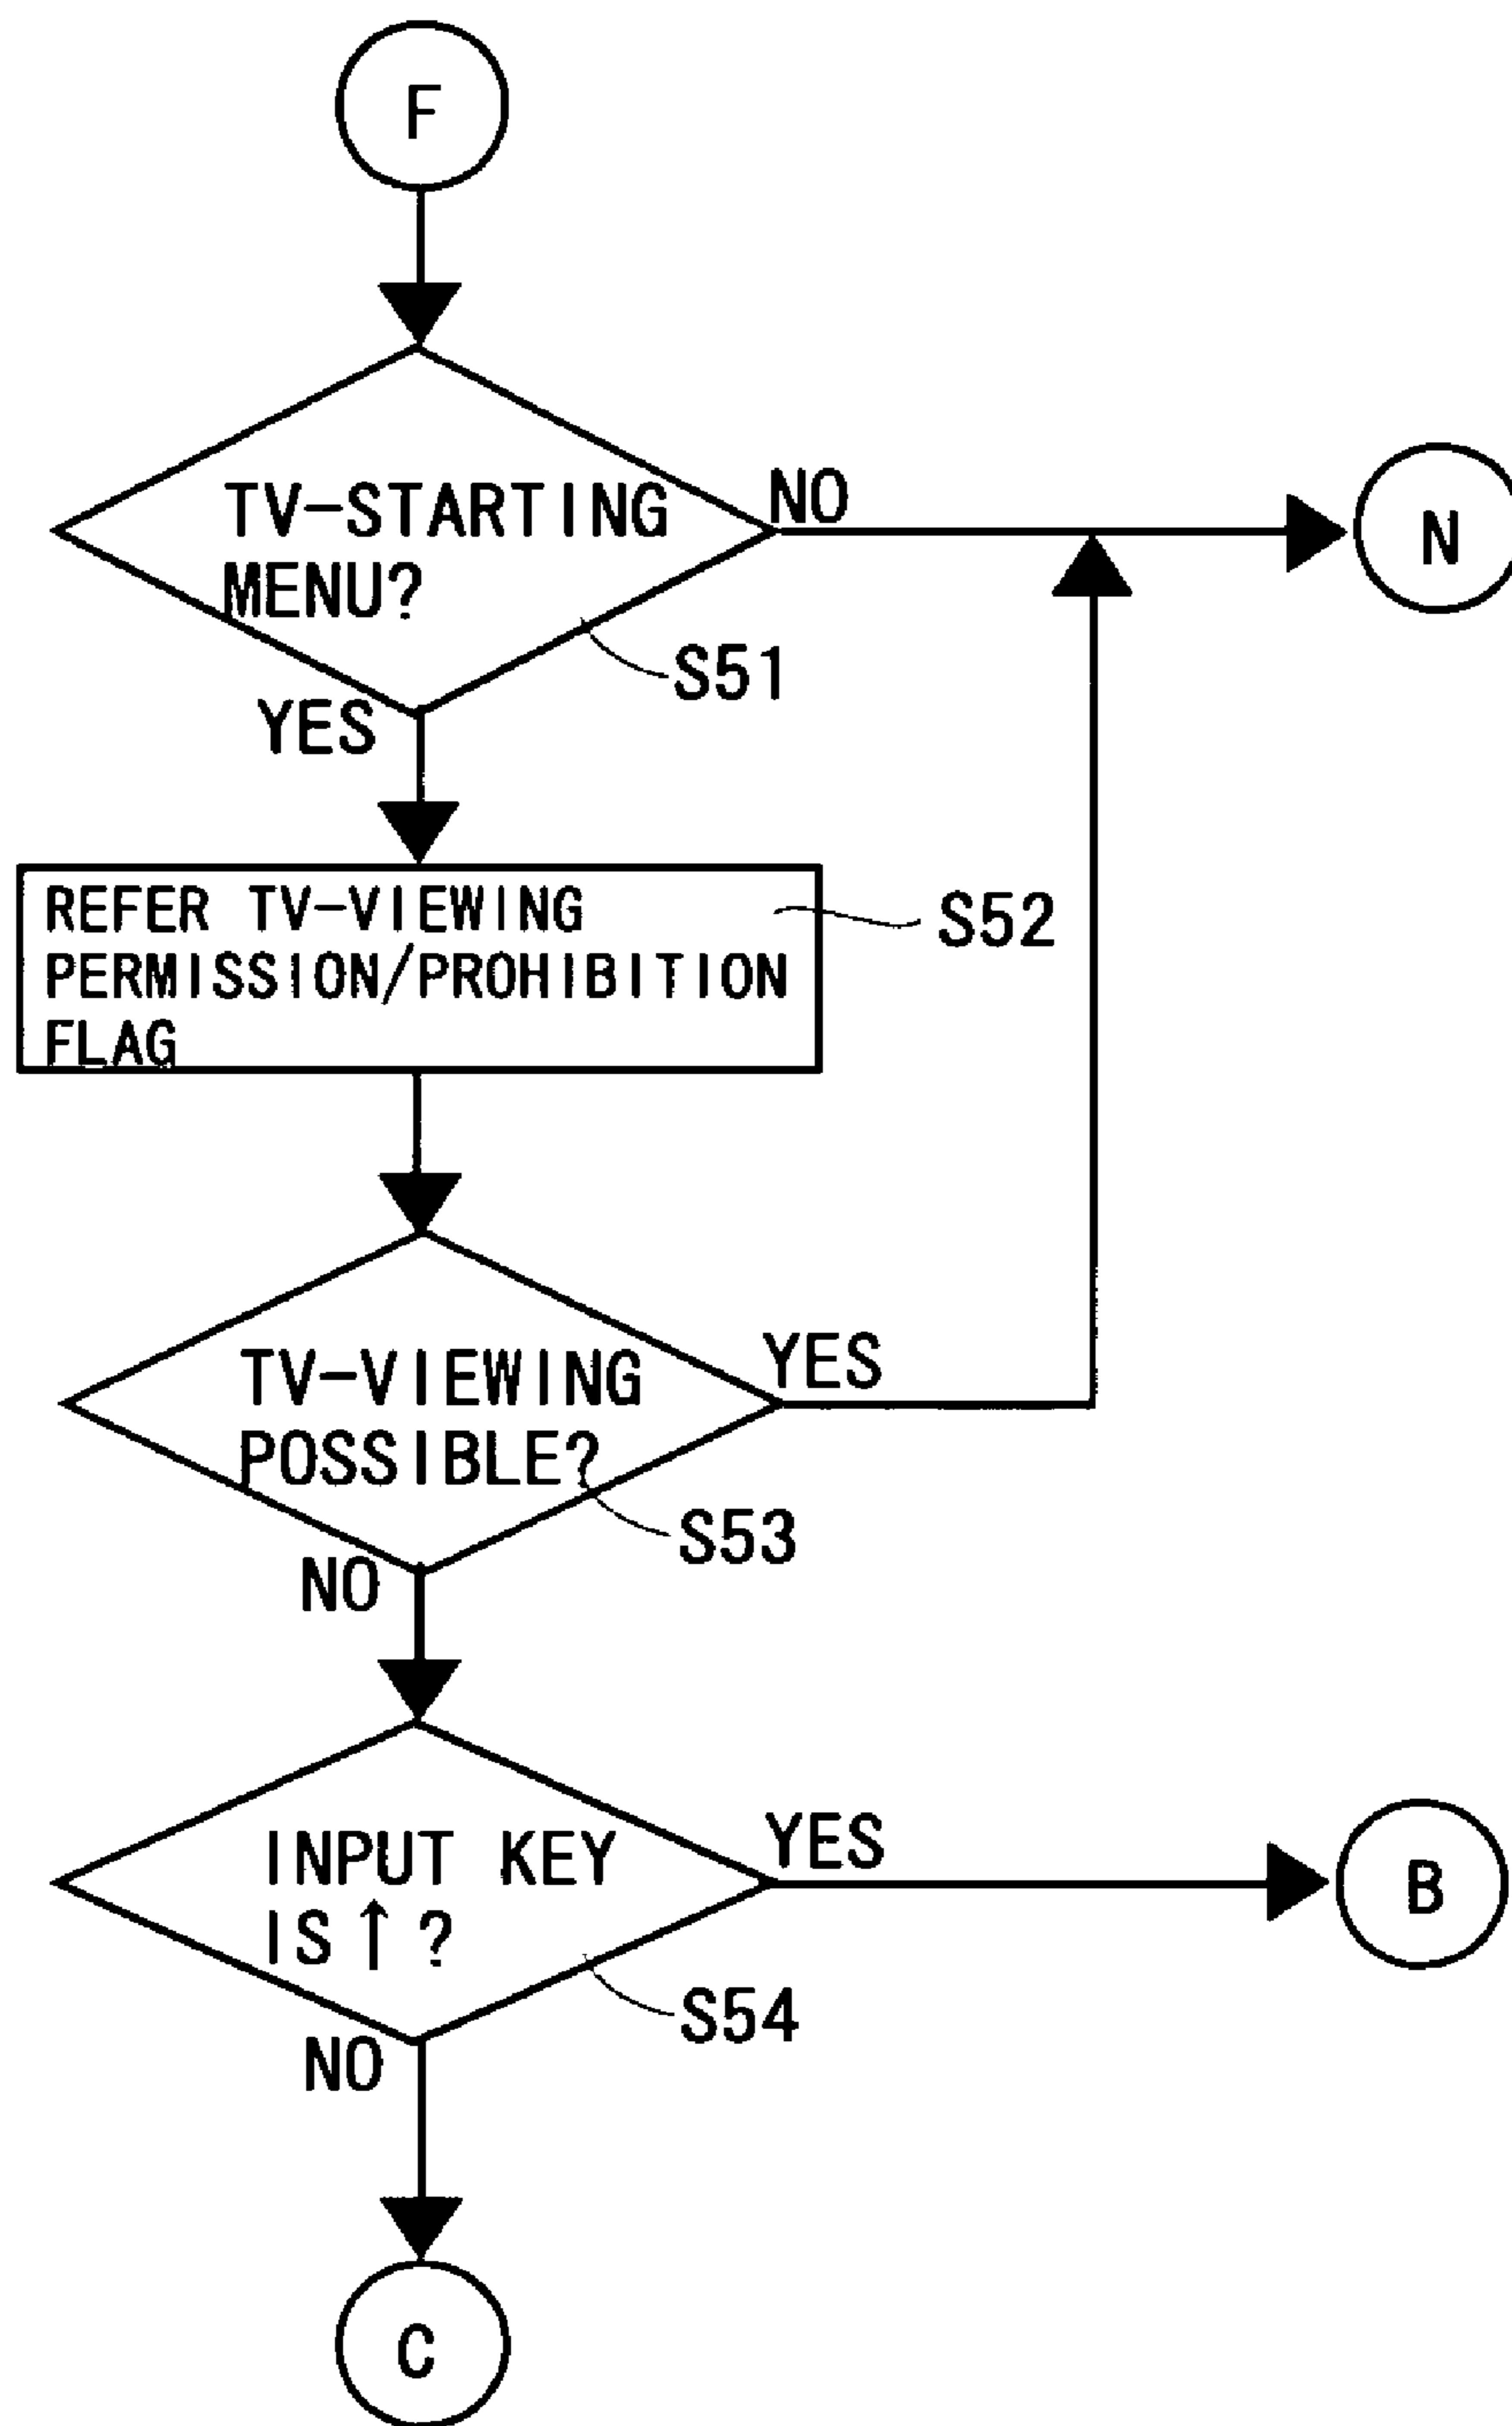 F
TV-STARTING
MENU?
NO
N
S51
YES
REFER TV-VIEWING
PERMISSION/PROHIBITION
FLAG
S52
TV-VIEWING
POSSIBLE?
YES
S53
NO
INPUT KEY
IS ↑ ?
YES
B
S54
NO
C